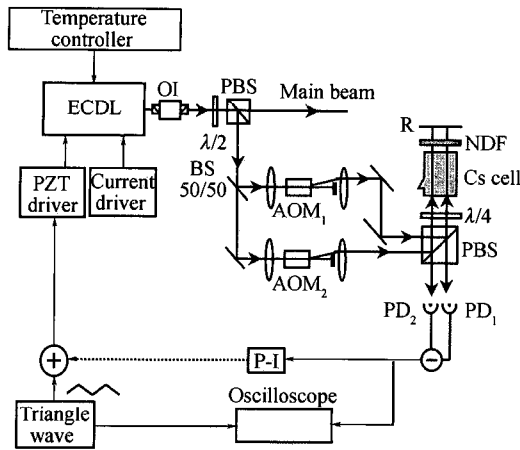 Temperature
controller
ECDL
OI
PBS
Main beam
λ/2
BS
50/50
R
NDF
Cs cell
λ/4
PBS
PZT
driver
Current
driver
AOM1
AOM2
PD2
PD1
+
P-I
−
Triangle
wave
Oscilloscope